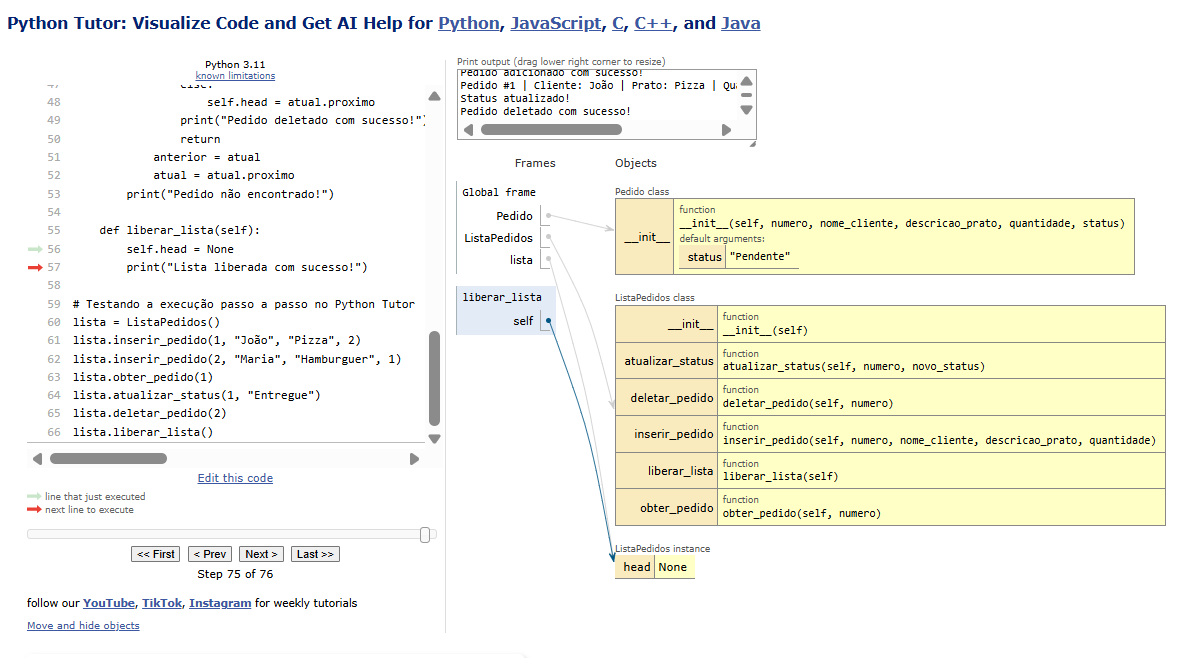 Python Tutor: Visualize Code and Get AI Help for Python, JavaScript, C, C++, and Java
Python 3.11
known limitations
47 else:
48 self.head = atual.proximo
49 print("Pedido deletado com sucesso!")
50 return
51 anterior = atual
52 atual = atual.proximo
53 print("Pedido não encontrado!")
54
55 def liberar_lista(self):
56 self.head = None
57 print("Lista liberada com sucesso!")
58
59 # Testando a execução passo a passo no Python Tutor
60 lista = ListaPedidos()
61 lista.inserir_pedido(1, "João", "Pizza", 2)
62 lista.inserir_pedido(2, "Maria", "Hamburguer", 1)
63 lista.obter_pedido(1)
64 lista.atualizar_status(1, "Entregue")
65 lista.deletar_pedido(2)
66 lista.liberar_lista()
Edit this code
line that just executed
next line to execute
<< First < Prev Next > Last >>
Step 75 of 76
follow our YouTube, TikTok, Instagram for weekly tutorials
Move and hide objects
Print output (drag lower right corner to resize)
Pedido adicionado com sucesso!
Pedido #1 | Cliente: João | Prato: Pizza | Qu
Status atualizado!
Pedido deletado com sucesso!
Frames
Objects
Global frame
Pedido
ListaPedidos
lista
liberar_lista
self
Pedido class
__init__
function
__init__(self, numero, nome_cliente, descricao_prato, quantidade, status)
default arguments:
status "Pendente"
ListaPedidos class
__init__
function
__init__(self)
atualizar_status
function
atualizar_status(self, numero, novo_status)
deletar_pedido
function
deletar_pedido(self, numero)
inserir_pedido
function
inserir_pedido(self, numero, nome_cliente, descricao_prato, quantidade)
liberar_lista
function
liberar_lista(self)
obter_pedido
function
obter_pedido(self, numero)
ListaPedidos instance
head None